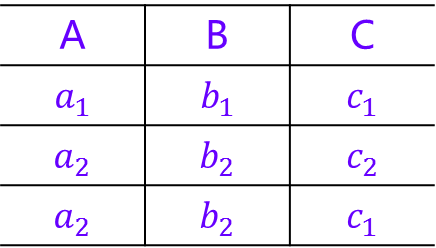 A B C
a₁ b₁ c₁
a₂ b₂ c₂
a₂ b₂ c₁